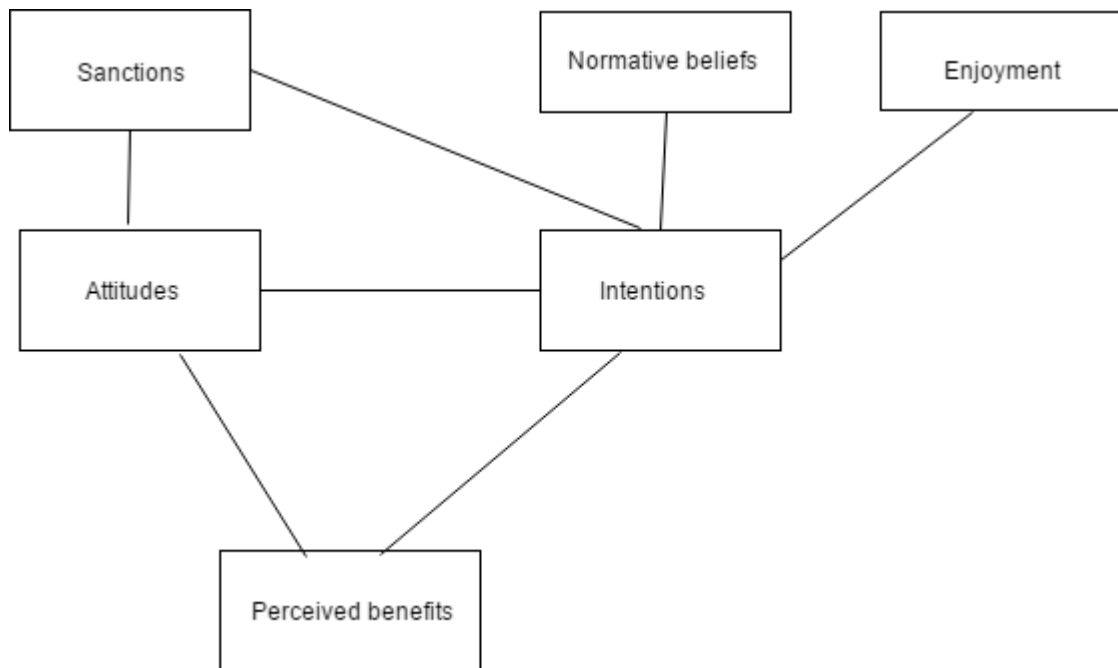 Sanctions
Normative beliefs
Enjoyment
Attitudes
Intentions
Perceived benefits